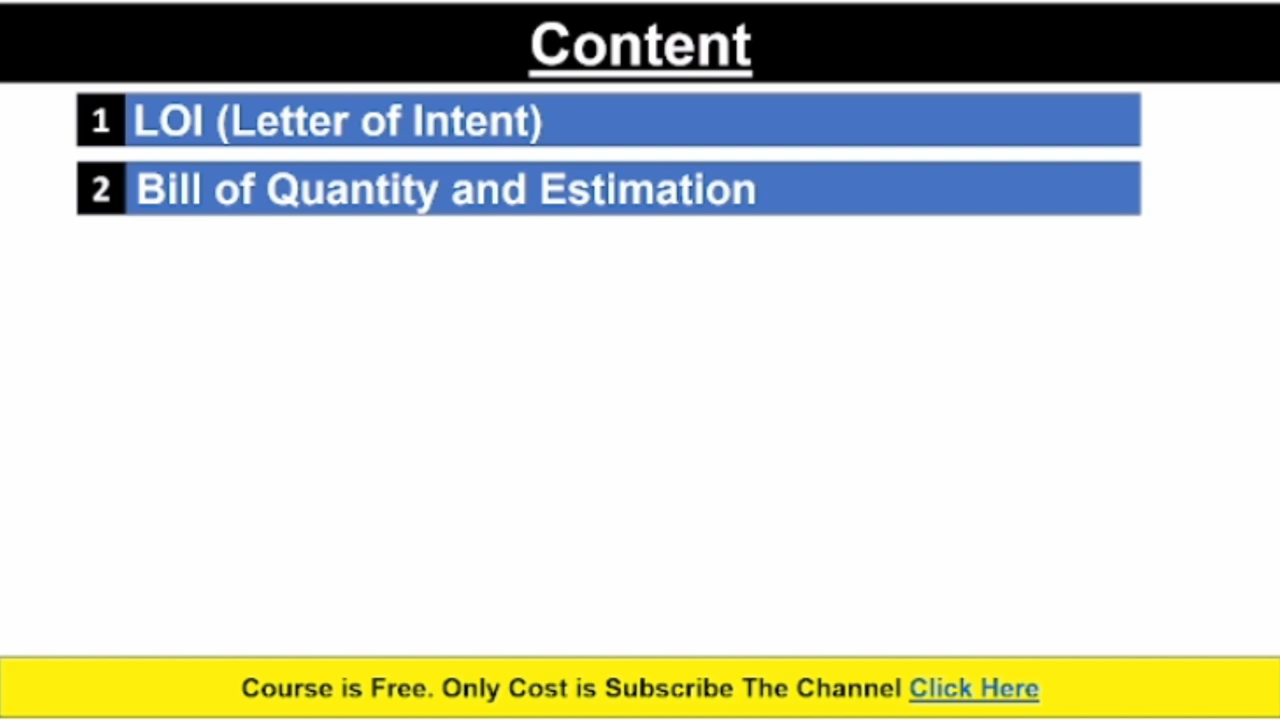 Content
1 LOI (Letter of Intent)
2 Bill of Quantity and Estimation
Course is Free. Only Cost is Subscribe The Channel Click Here